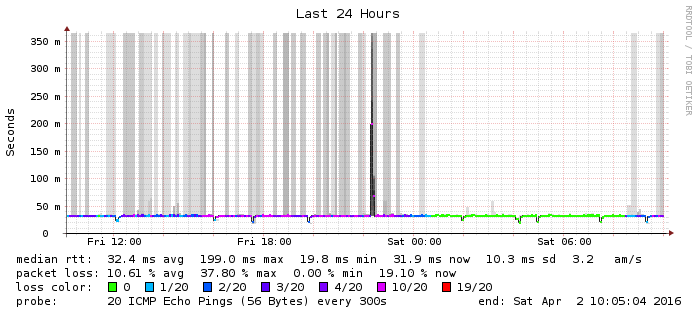 Last 24 Hours
RRDTOOL / TOBI OETIKER
Seconds
350 m
300 m
250 m
200 m
150 m
100 m
50 m
0
Fri 12:00 Fri 18:00 Sat 00:00 Sat 06:00
median rtt: 32.4 ms avg 199.0 ms max 19.8 ms min 31.9 ms now 10.3 ms sd 3.2 am/s
packet loss: 10.61 % avg 37.80 % max 0.00 % min 19.10 % now
loss color: 0 1/20 2/20 3/20 4/20 10/20 19/20
probe: 20 ICMP Echo Pings (56 Bytes) every 300s end: Sat Apr 2 10:05:04 2016